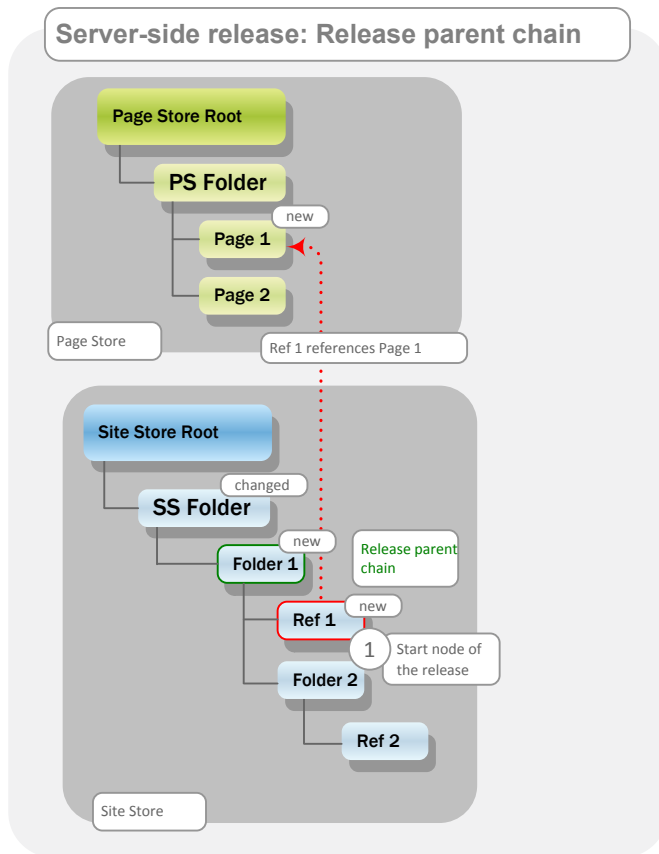 Server-side release: Release parent chain
Page Store Root
PS Folder
new
Page 1
Page 2
Page Store
Ref 1 references Page 1
Site Store Root
changed
SS Folder
new
Folder 1
Release parent
chain
new
Ref 1
1
Start node of
the release
Folder 2
Ref 2
Site Store